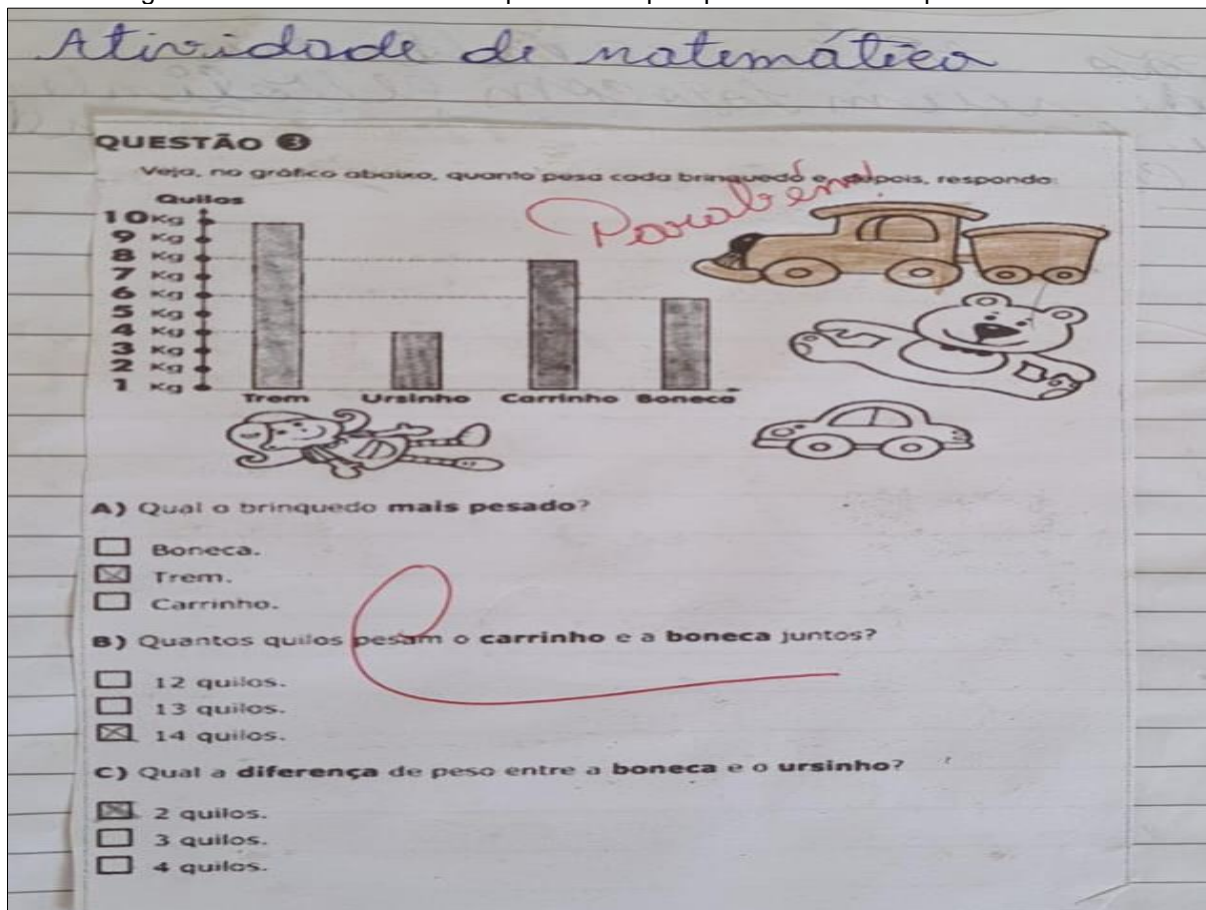 Atividade de matemática
QUESTÃO 3
Veja, no gráfico abaixo, quanto pesa cada brinquedo e, depois, responda:
Parabéns!
Quilos
10 Kg
9 Kg
8 Kg
7 Kg
6 Kg
5 Kg
4 Kg
3 Kg
2 Kg
1 Kg
Trem Ursinho Carrinho Boneca
A) Qual o brinquedo mais pesado?
Boneca.
Trem.
Carrinho.
B) Quantos quilos pesam o carrinho e a boneca juntos?
12 quilos.
13 quilos.
14 quilos.
C) Qual a diferença de peso entre a boneca e o ursinho?
2 quilos.
3 quilos.
4 quilos.